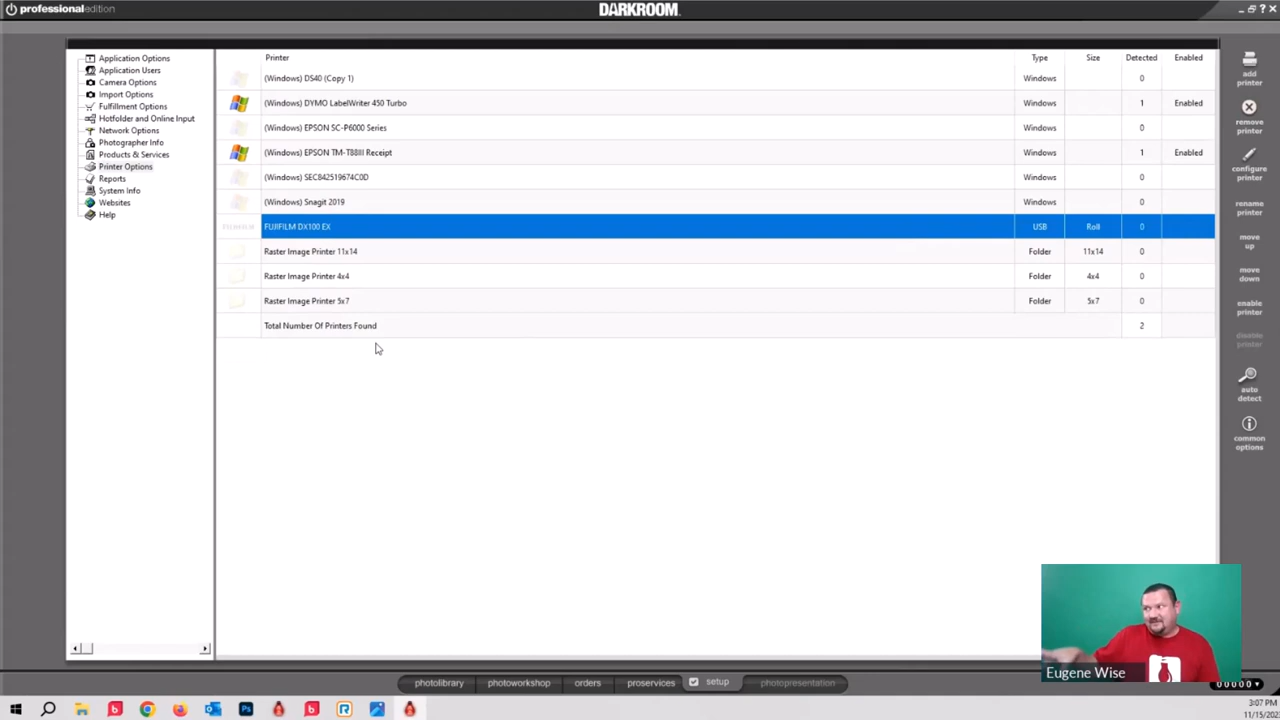 professionaledition
DARKROOM
Application Options
Application Users
Camera Options
Import Options
Fulfillment Options
Hotfolder and Online Input
Network Options
Photographer Info
Products & Services
Printer Options
Reports
System Info
Websites
Help
Printer Type Size Detected Enabled
(Windows) DS40 (Copy 1) Windows 0
(Windows) DYMO LabelWriter 450 Turbo Windows 1 Enabled
(Windows) EPSON SC-P6000 Series Windows 0
(Windows) EPSON TM-T88III Receipt Windows 1 Enabled
(Windows) SEC842519674C0D Windows 0
(Windows) Snagit 2019 Windows 0
FUJIFILM FUJIFILM DX100 EX USB Roll 0
Raster Image Printer 11x14 Folder 11x14 0
Raster Image Printer 4x4 Folder 4x4 0
Raster Image Printer 5x7 Folder 5x7 0
Total Number Of Printers Found 2
add
printer
remove
printer
configure
printer
rename
printer
move
up
move
down
enable
printer
disable
printer
auto
detect
common
options
Eugene Wise
photolibrary photoworkshop orders proservices setup photopresentation
00000
3:07 PM